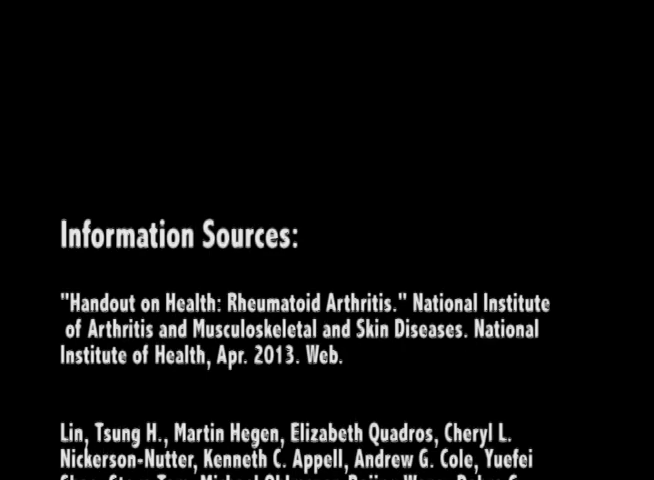 Information Sources:
"Handout on Health: Rheumatoid Arthritis." National Institute
of Arthritis and Musculoskeletal and Skin Diseases. National
Institute of Health, Apr. 2013. Web.
Lin, Tsung H., Martin Hegen, Elizabeth Quadros, Cheryl L.
Nickerson-Nutter, Kenneth C. Appell, Andrew G. Cole, Yuefei